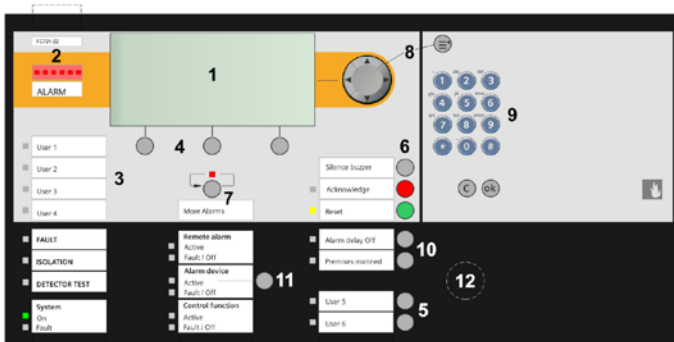 2
ALARM
1
8
User 1
User 2
User 3
User 4
3
4
7
More Alarms
6
Silence buzzer
Acknowledge
Reset
1 2 3
4 5 6
7 8 9
* 0 #
9
C ok
FAULT
ISOLATION
DETECTOR TEST
System
On
Fault
Remote alarm
Active
Fault / Off
Alarm device
Active
Fault / Off
Control function
Active
Fault / Off
11
Alarm delay Off
Premises manned
10
User 5
User 6
5
12